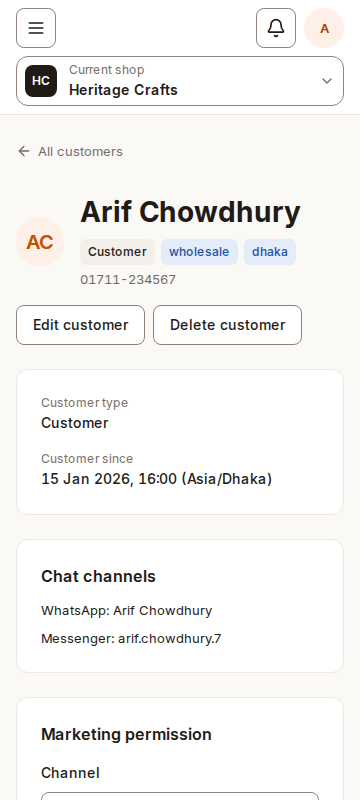 A
HC
Current shop
Heritage Crafts
All customers
AC
Arif Chowdhury
Customer wholesale dhaka
01711-234567
Edit customer Delete customer
Customer type
Customer
Customer since
15 Jan 2026, 16:00 (Asia/Dhaka)
Chat channels
WhatsApp: Arif Chowdhury
Messenger: arif.chowdhury.7
Marketing permission
Channel